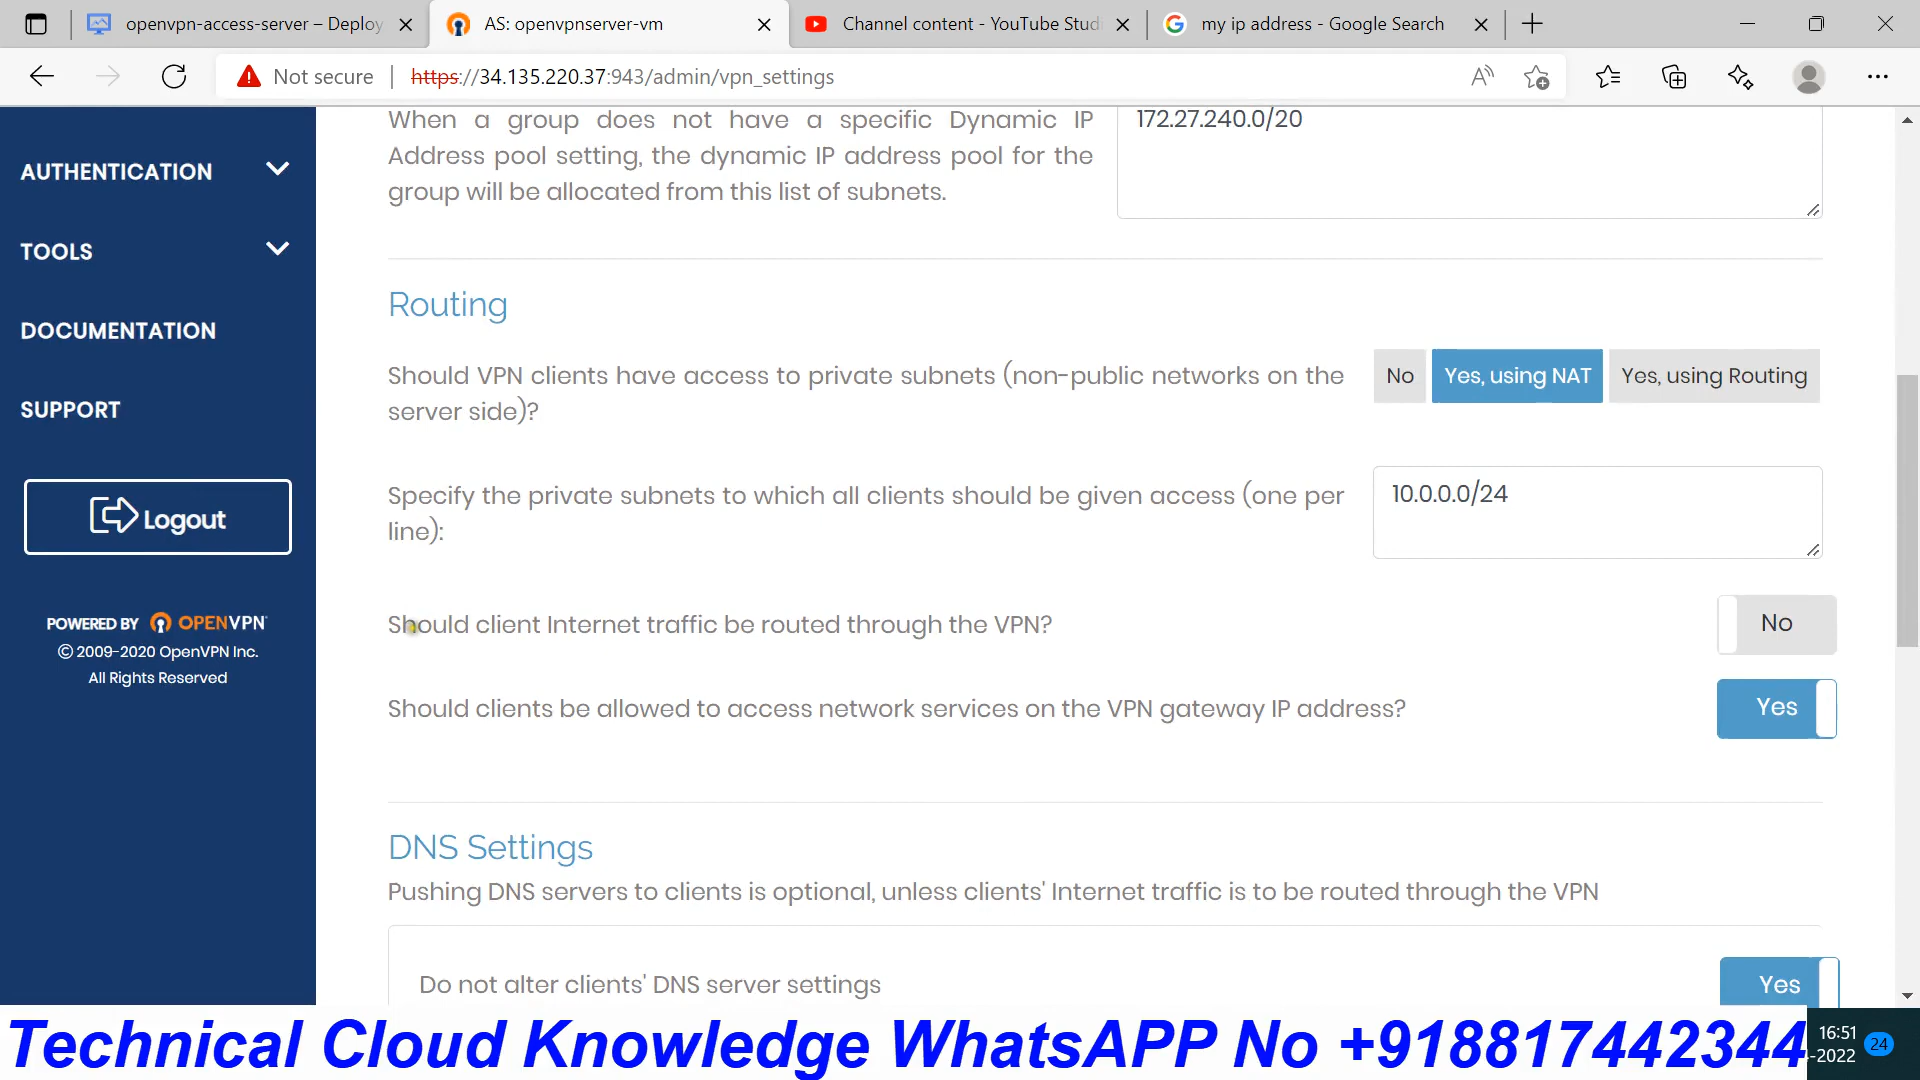 openvpn-access-server – Deploy
AS: openvpnserver-vm
Channel content - YouTube Studi
my ip address - Google Search
Not secure
https://34.135.220.37:943/admin/vpn_settings
AUTHENTICATION
TOOLS
DOCUMENTATION
SUPPORT
Logout
POWERED BY OPENVPN
© 2009-2020 OpenVPN Inc.
All Rights Reserved
When a group does not have a specific Dynamic IP
Address pool setting, the dynamic IP address pool for the
group will be allocated from this list of subnets.
172.27.240.0/20
Routing
Should VPN clients have access to private subnets (non-public networks on the
server side)?
No
Yes, using NAT
Yes, using Routing
Specify the private subnets to which all clients should be given access (one per
line):
10.0.0.0/24
Should client Internet traffic be routed through the VPN?
No
Should clients be allowed to access network services on the VPN gateway IP address?
Yes
DNS Settings
Pushing DNS servers to clients is optional, unless clients' Internet traffic is to be routed through the VPN
Do not alter clients' DNS server settings
Yes
Technical Cloud Knowledge WhatsAPP No +918817442344
16:51
-2022
24